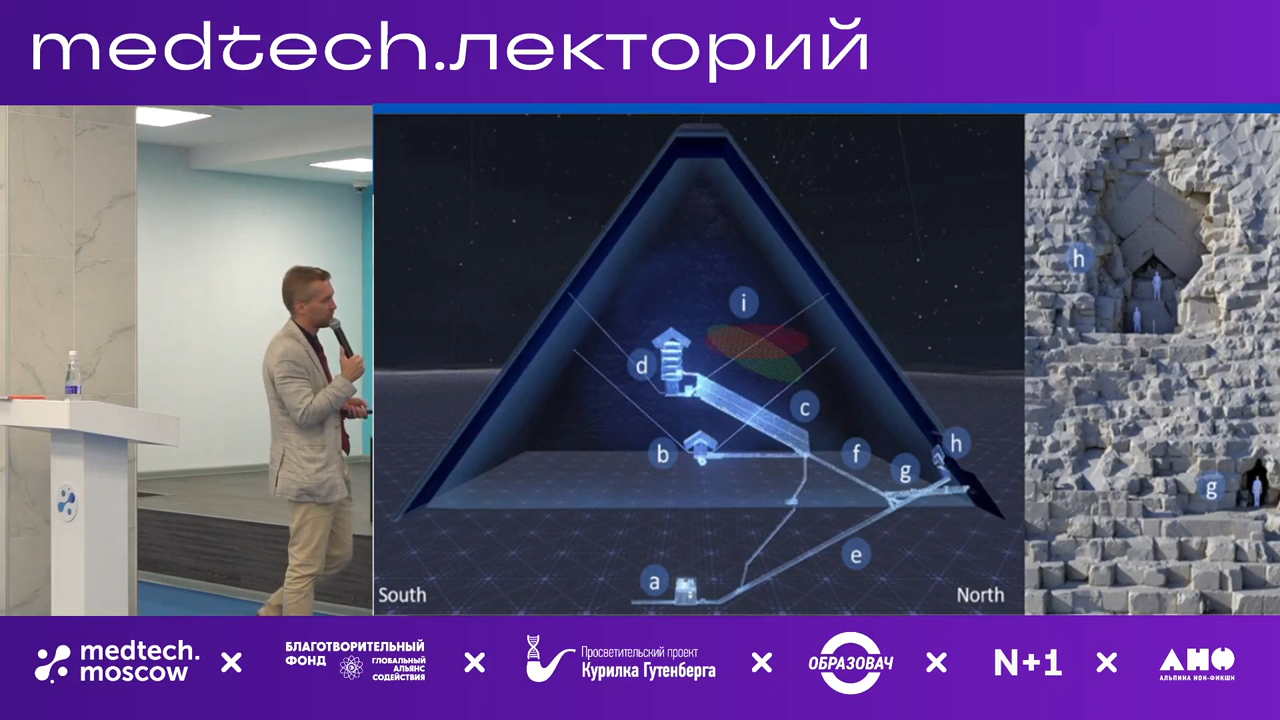 medtech.лекторий
i
d
c
b
f
g
h
e
a
South
North
h
g
medtech.
moscow
БЛАГОТВОРИТЕЛЬНЫЙ
ФОНД
ГЛОБАЛЬНЫЙ
АЛЬЯНС
СОДЕЙСТВИЯ
Просветительский проект
Курилка Гутенберга
ОБРАЗОВАЧ
N+1
АНФ
АЛЬПИНА НОН-ФИКШН